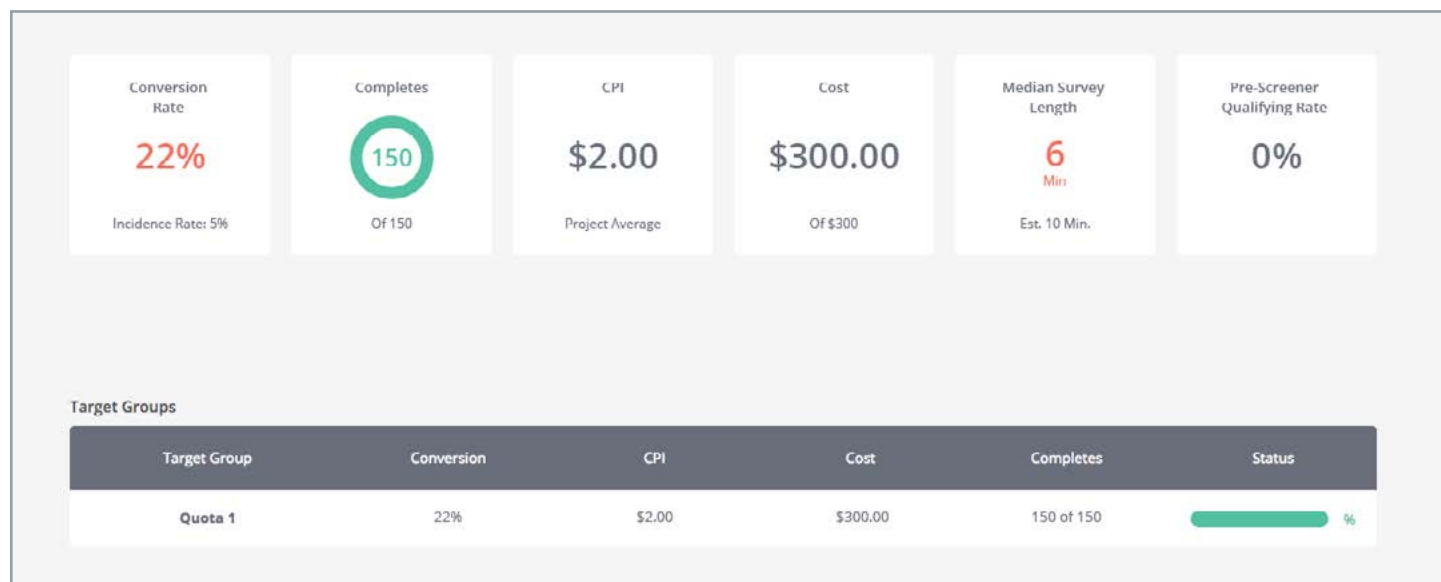 Conversion
Rate
22%
Incidence Rate: 5%
Completes
150
Of 150
CPI
$2.00
Project Average
Cost
$300.00
Of $300
Median Survey
Length
6
Min
Est. 10 Min.
Pre-Screener
Qualifying Rate
0%
Target Groups
Target Group Conversion CPI Cost Completes Status
Quota 1 22% $2.00 $300.00 150 of 150 %